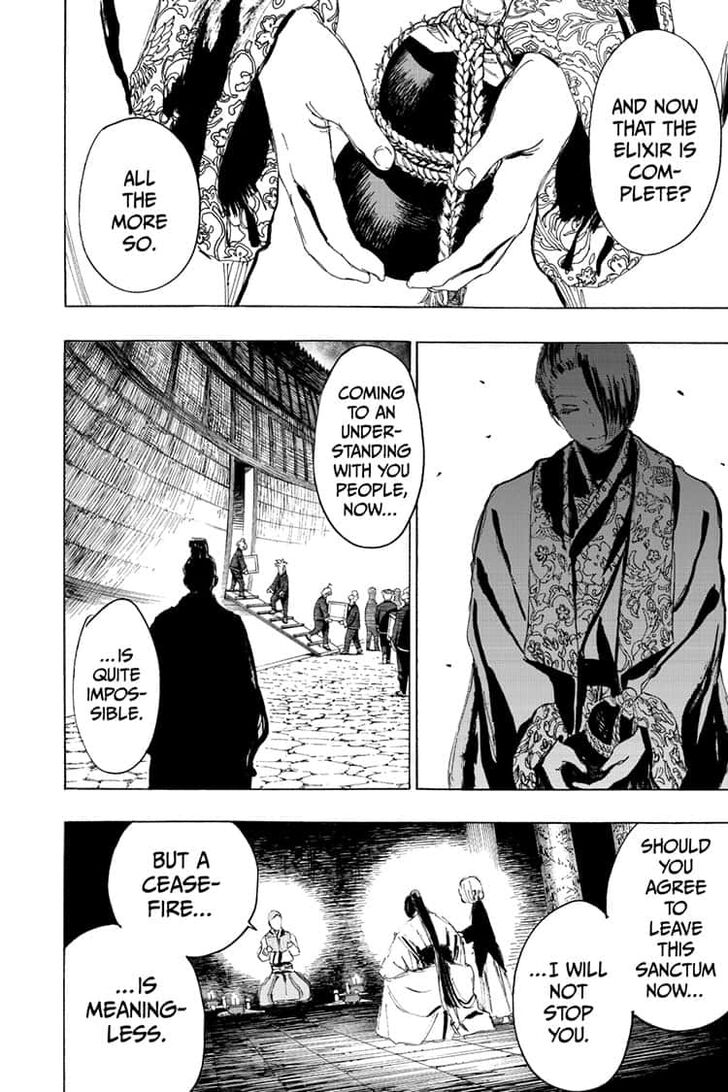 AND NOW
THAT THE
ELIXIR IS
COM-
PLETE?
ALL
THE
MORE
SO.
COMING
TO AN
UNDER-
STANDING
WITH YOU
PEOPLE,
NOW...
...IS
QUITE
IMPOS-
SIBLE.
SHOULD
YOU
AGREE
TO
LEAVE
THIS
SANCTUM
NOW...
...I WILL
NOT
STOP
YOU.
BUT A
CEASE-
FIRE...
...IS
MEANING-
LESS.